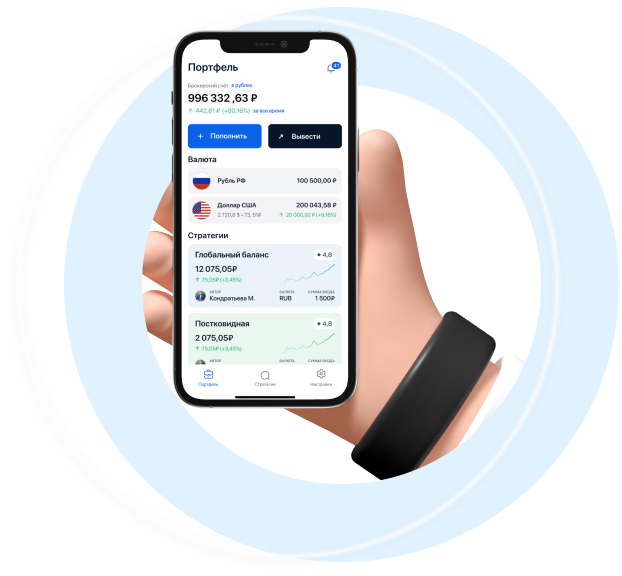 Портфель
41
Брокерский счёт в рублях
996 332 ,63 ₽
↑ 442,81 ₽ (+80,16%) за все время
+ Пополнить
↗ Вывести
Валюта
Рубль РФ 100 500,00 ₽
Доллар США 200 043,58 ₽
2 720,8 $ • 73, 51₽ ↑ 20 000,92 ₽ (+9,16%)
Стратегии
Глобальный баланс ★ 4,8
12 075,05₽
↑ 75,05₽ (+3,45%)
АВТОР ВАЛЮТА СУММА ВХОДА
Кондратьева М. RUB 1 500₽
Постковидная ★ 4,8
2 075,05₽
↑ 75,05₽ (+3,45%)
АВТОР ВАЛЮТА СУММА ВХОДА
Портфель Стратегии Настройки